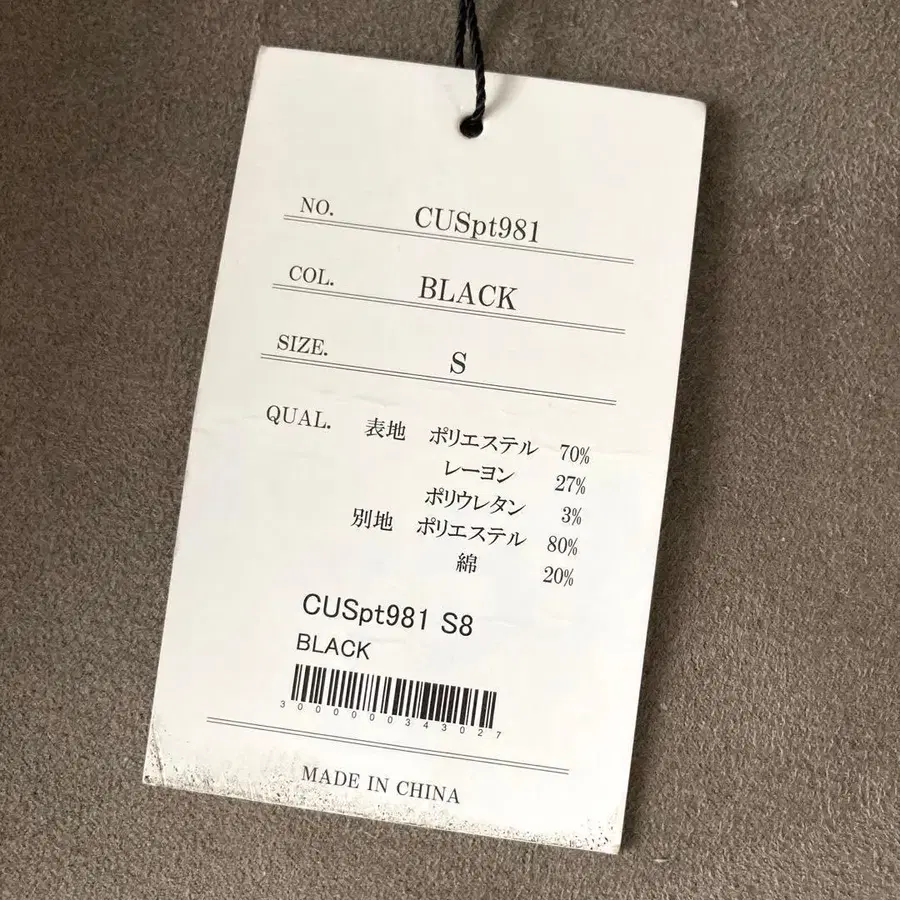 NO. CUSpt981
COL. BLACK
SIZE. S
QUAL. 表地 ポリエステル 70%
レーヨン 27%
ポリウレタン 3%
別地 ポリエステル 80%
綿 20%
CUSpt981 S8
BLACK
3000000343027
MADE IN CHINA